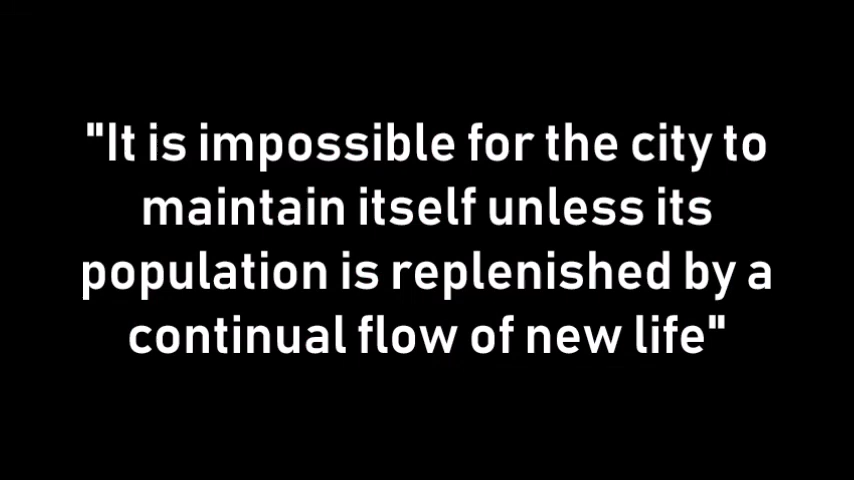 "It is impossible for the city to
maintain itself unless its
population is replenished by a
continual flow of new life"